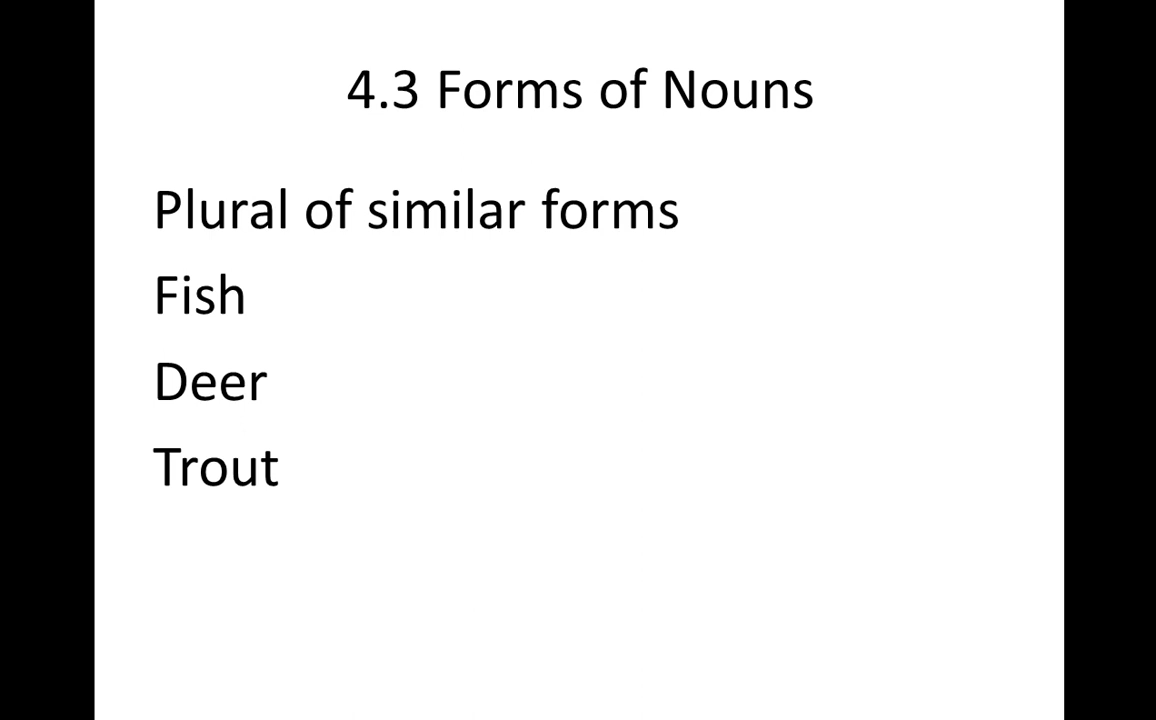 4.3 Forms of Nouns
Plural of similar forms
Fish
Deer
Trout